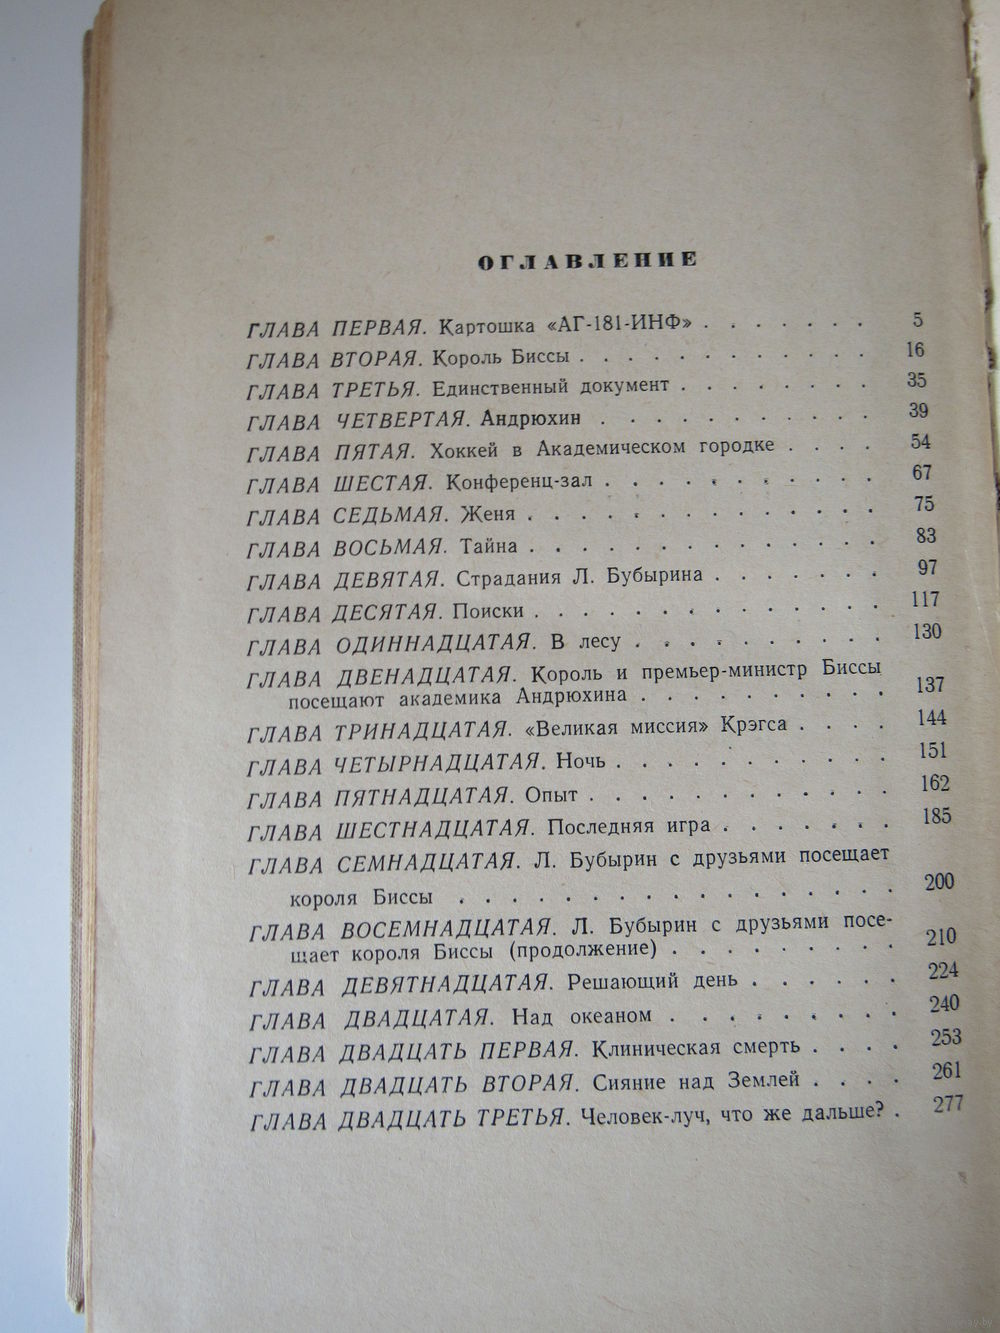 ОГЛАВЛЕНИЕ
ГЛАВА ПЕРВАЯ. Картошка «АГ-181-ИНФ» . . . . . . . 5
ГЛАВА ВТОРАЯ. Король Биссы . . . . . . . . . . . . 16
ГЛАВА ТРЕТЬЯ. Единственный документ . . . . . . . . 35
ГЛАВА ЧЕТВЕРТАЯ. Андрюхин . . . . . . . . . . . 39
ГЛАВА ПЯТАЯ. Хоккей в Академическом городке . . . . 54
ГЛАВА ШЕСТАЯ. Конференц-зал . . . . . . . . . . . 67
ГЛАВА СЕДЬМАЯ. Женя . . . . . . . . . . . . . . 75
ГЛАВА ВОСЬМАЯ. Тайна . . . . . . . . . . . . . . 83
ГЛАВА ДЕВЯТАЯ. Страдания Л. Бубырина . . . . . . . 97
ГЛАВА ДЕСЯТАЯ. Поиски . . . . . . . . . . . . . . 117
ГЛАВА ОДИННАДЦАТАЯ. В лесу . . . . . . . . . . 130
ГЛАВА ДВЕНАДЦАТАЯ. Король и премьер-министр Биссы
посещают академика Андрюхина . . . . . . . . . . 137
ГЛАВА ТРИНАДЦАТАЯ. «Великая миссия» Крэгса . . . . 144
ГЛАВА ЧЕТЫРНАДЦАТАЯ. Ночь . . . . . . . . . . . 151
ГЛАВА ПЯТНАДЦАТАЯ. Опыт . . . . . . . . . . . . 162
ГЛАВА ШЕСТНАДЦАТАЯ. Последняя игра . . . . . . . 185
ГЛАВА СЕМНАДЦАТАЯ. Л. Бубырин с друзьями посещает
короля Биссы . . . . . . . . . . . . . . . . . 200
ГЛАВА ВОСЕМНАДЦАТАЯ. Л. Бубырин с друзьями посе-
щает короля Биссы (продолжение) . . . . . . . . . 210
ГЛАВА ДЕВЯТНАДЦАТАЯ. Решающий день . . . . . . 224
ГЛАВА ДВАДЦАТАЯ. Над океаном . . . . . . . . . 240
ГЛАВА ДВАДЦАТЬ ПЕРВАЯ. Клиническая смерть . . . . 253
ГЛАВА ДВАДЦАТЬ ВТОРАЯ. Сияние над Землей . . . . 261
ГЛАВА ДВАДЦАТЬ ТРЕТЬЯ. Человек-луч, что же дальше? . 277